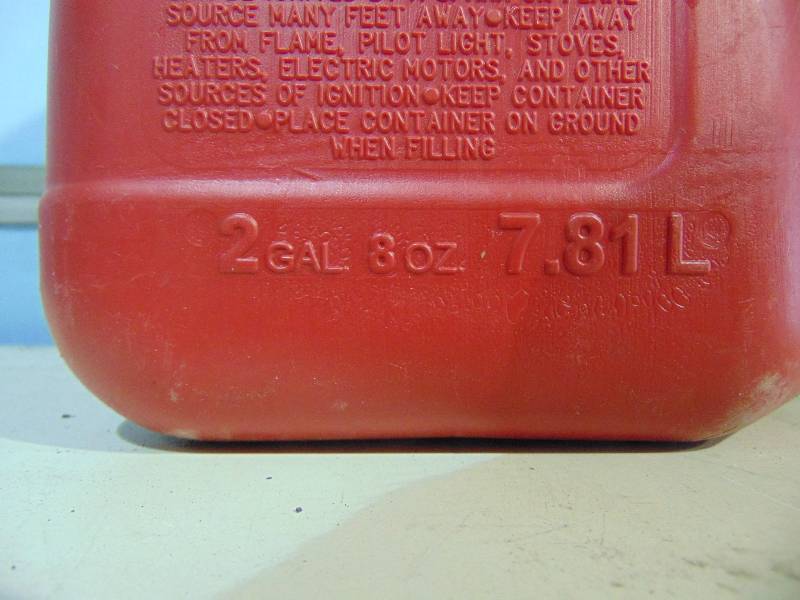 SOURCE MANY FEET AWAY•KEEP AWAY
FROM FLAME, PILOT LIGHT, STOVES,
HEATERS, ELECTRIC MOTORS, AND OTHER
SOURCES OF IGNITION•KEEP CONTAINER
CLOSED•PLACE CONTAINER ON GROUND
WHEN FILLING
2 GAL. 8 OZ. 7.81 L